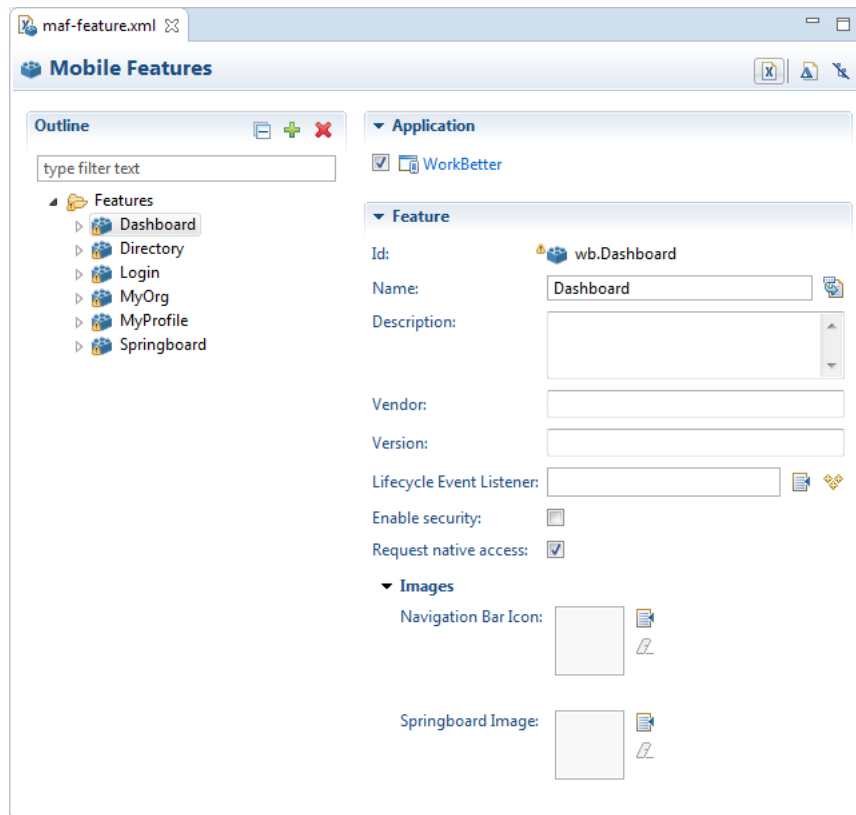 maf-feature.xml
Mobile Features
Outline
type filter text
Features
Dashboard
Directory
Login
MyOrg
MyProfile
Springboard
Application
WorkBetter
Feature
Id: wb.Dashboard
Name: Dashboard
Description:
Vendor:
Version:
Lifecycle Event Listener:
Enable security:
Request native access:
Images
Navigation Bar Icon:
Springboard Image: